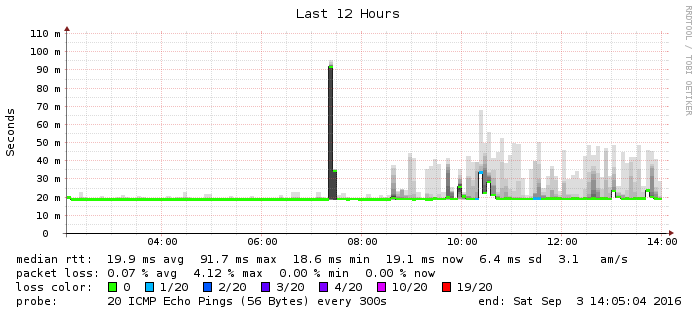 Last 12 Hours
RRDTOOL / TOBI OETIKER
Seconds
110 m
100 m
90 m
80 m
70 m
60 m
50 m
40 m
30 m
20 m
10 m
0
04:00 06:00 08:00 10:00 12:00 14:00
median rtt: 19.9 ms avg 91.7 ms max 18.6 ms min 19.1 ms now 6.4 ms sd 3.1 am/s
packet loss: 0.07 % avg 4.12 % max 0.00 % min 0.00 % now
loss color: 0 1/20 2/20 3/20 4/20 10/20 19/20
probe: 20 ICMP Echo Pings (56 Bytes) every 300s end: Sat Sep 3 14:05:04 2016